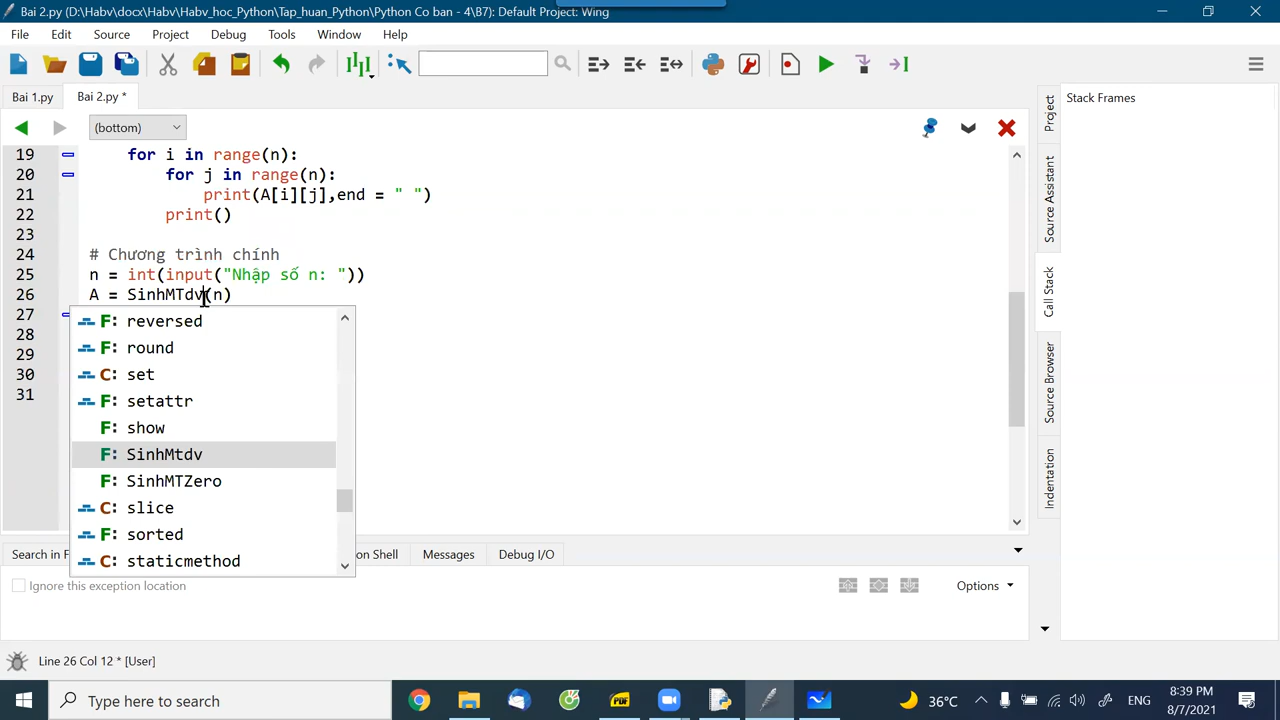 Bai 2.py (D:\Habv\docx\Habv_hoc_Python\Tap_huan_Python\Python Co ban - 4\B7): Default Project: Wing
File Edit Source Project Debug Tools Window Help
Bai 1.py Bai 2.py *
Stack Frames
(bottom)
19 for i in range(n):
20 for j in range(n):
21 print(A[i][j],end = " ")
22 print()
23
24 # Chương trình chính
25 n = int(input("Nhập số n: "))
26 A = SinhMTdv(n)
27
28
29
30
31
reversed
round
C: set
F: setattr
F: show
F: SinhMtdv
F: SinhMTZero
C: slice
F: sorted
C: staticmethod
Project
Source Assistant
Call Stack
Source Browser
Indentation
Search in F
on Shell Messages Debug I/O
Ignore this exception location
Options
Line 26 Col 12 * [User]
Type here to search
36°C
ENG
8:39 PM
8/7/2021